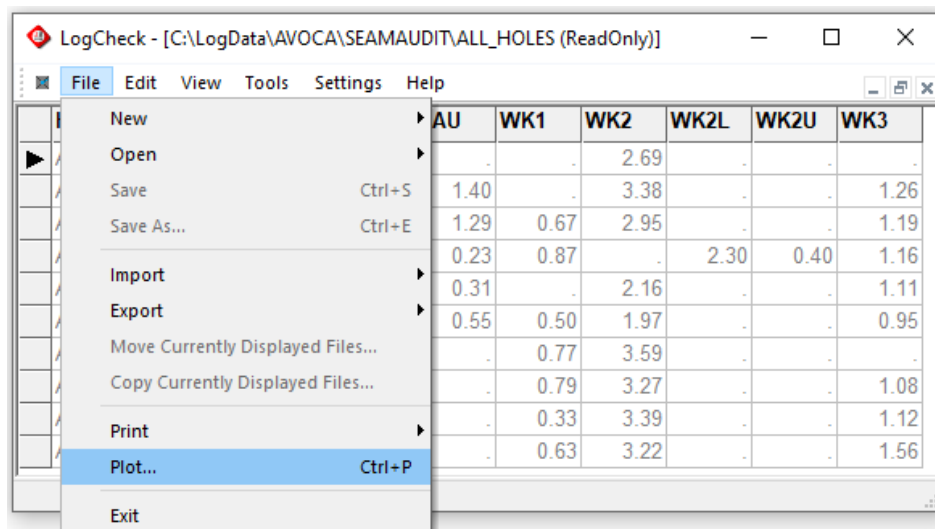 LogCheck - [C:\LogData\AVOCA\SEAMAUDIT\ALL_HOLES (ReadOnly)]
File Edit View Tools Settings Help
New
Open
Save Ctrl+S
Save As... Ctrl+E
Import
Export
Move Currently Displayed Files...
Copy Currently Displayed Files...
Print
Plot... Ctrl+P
Exit
AU WK1 WK2 WK2L WK2U WK3
. . 2.69 . . .
1.40 . 3.38 . . 1.26
1.29 0.67 2.95 . . 1.19
0.23 0.87 . 2.30 0.40 1.16
0.31 . 2.16 . . 1.11
0.55 0.50 1.97 . . 0.95
. 0.77 3.59 . . .
. 0.79 3.27 . . 1.08
. 0.33 3.39 . . 1.12
. 0.63 3.22 . . 1.56